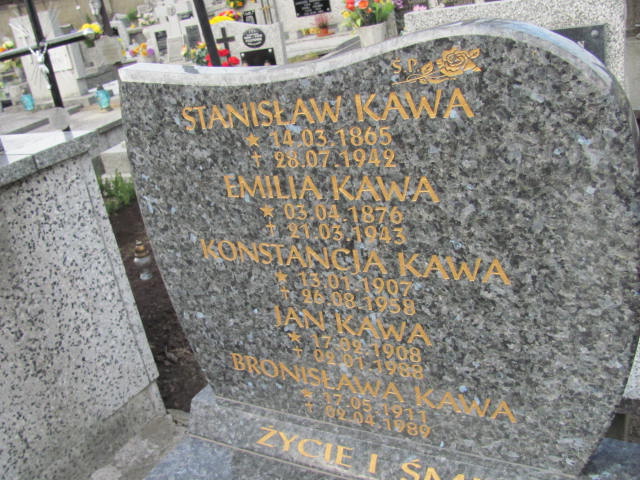 Ś.P.
STANISŁAW KAWA
★ 14.03.1865
+ 28.07.1942
EMILIA KAWA
★ 03.04.1876
+ 21.03.1943
KONSTANCJA KAWA
★ 13.01.1907
+ 26.08.1958
JAN KAWA
★ 17.02.1908
+ 09.01.1988
BRONISŁAWA KAWA
★ 17.05.1911
+ 09.04.1989
ŻYCIE I